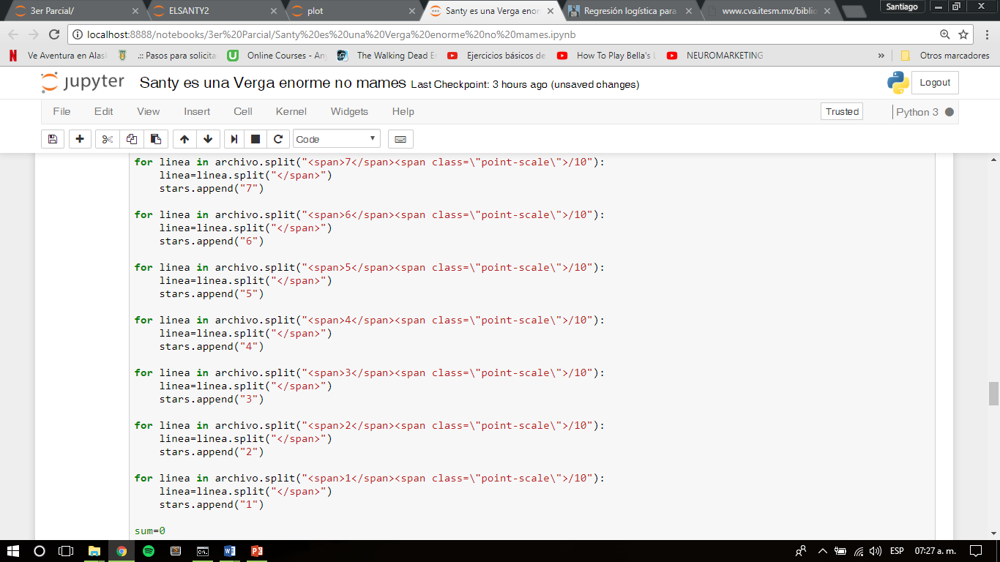 3er Parcial/
ELSANTY2
plot
Santy es una Verga enor
Regresión logística para
www.cva.itesm.mx/biblio
Santiago
localhost:8888/notebooks/3er%20Parcial/Santy%20es%20una%20Verga%20enorme%20no%20mames.ipynb
N Ve Aventura en Alas
.:: Pasos para solicita
U Online Courses - An
The Walking Dead E
Ejercicios básicos de
How To Play Bella's L
NEUROMARKETING
»
Otros marcadores
jupyter Santy es una Verga enorme no mames Last Checkpoint: 3 hours ago (unsaved changes)
Logout
File Edit View Insert Cell Kernel Widgets Help
Trusted
Python 3
Code
for linea in archivo.split("<span>7</span><span class=\"point-scale\">/10"):
    linea=linea.split("</span>")
    stars.append("7")
for linea in archivo.split("<span>6</span><span class=\"point-scale\">/10"):
    linea=linea.split("</span>")
    stars.append("6")
for linea in archivo.split("<span>5</span><span class=\"point-scale\">/10"):
    linea=linea.split("</span>")
    stars.append("5")
for linea in archivo.split("<span>4</span><span class=\"point-scale\">/10"):
    linea=linea.split("</span>")
    stars.append("4")
for linea in archivo.split("<span>3</span><span class=\"point-scale\">/10"):
    linea=linea.split("</span>")
    stars.append("3")
for linea in archivo.split("<span>2</span><span class=\"point-scale\">/10"):
    linea=linea.split("</span>")
    stars.append("2")
for linea in archivo.split("<span>1</span><span class=\"point-scale\">/10"):
    linea=linea.split("</span>")
    stars.append("1")
sum=0
ESP 07:27 a. m.